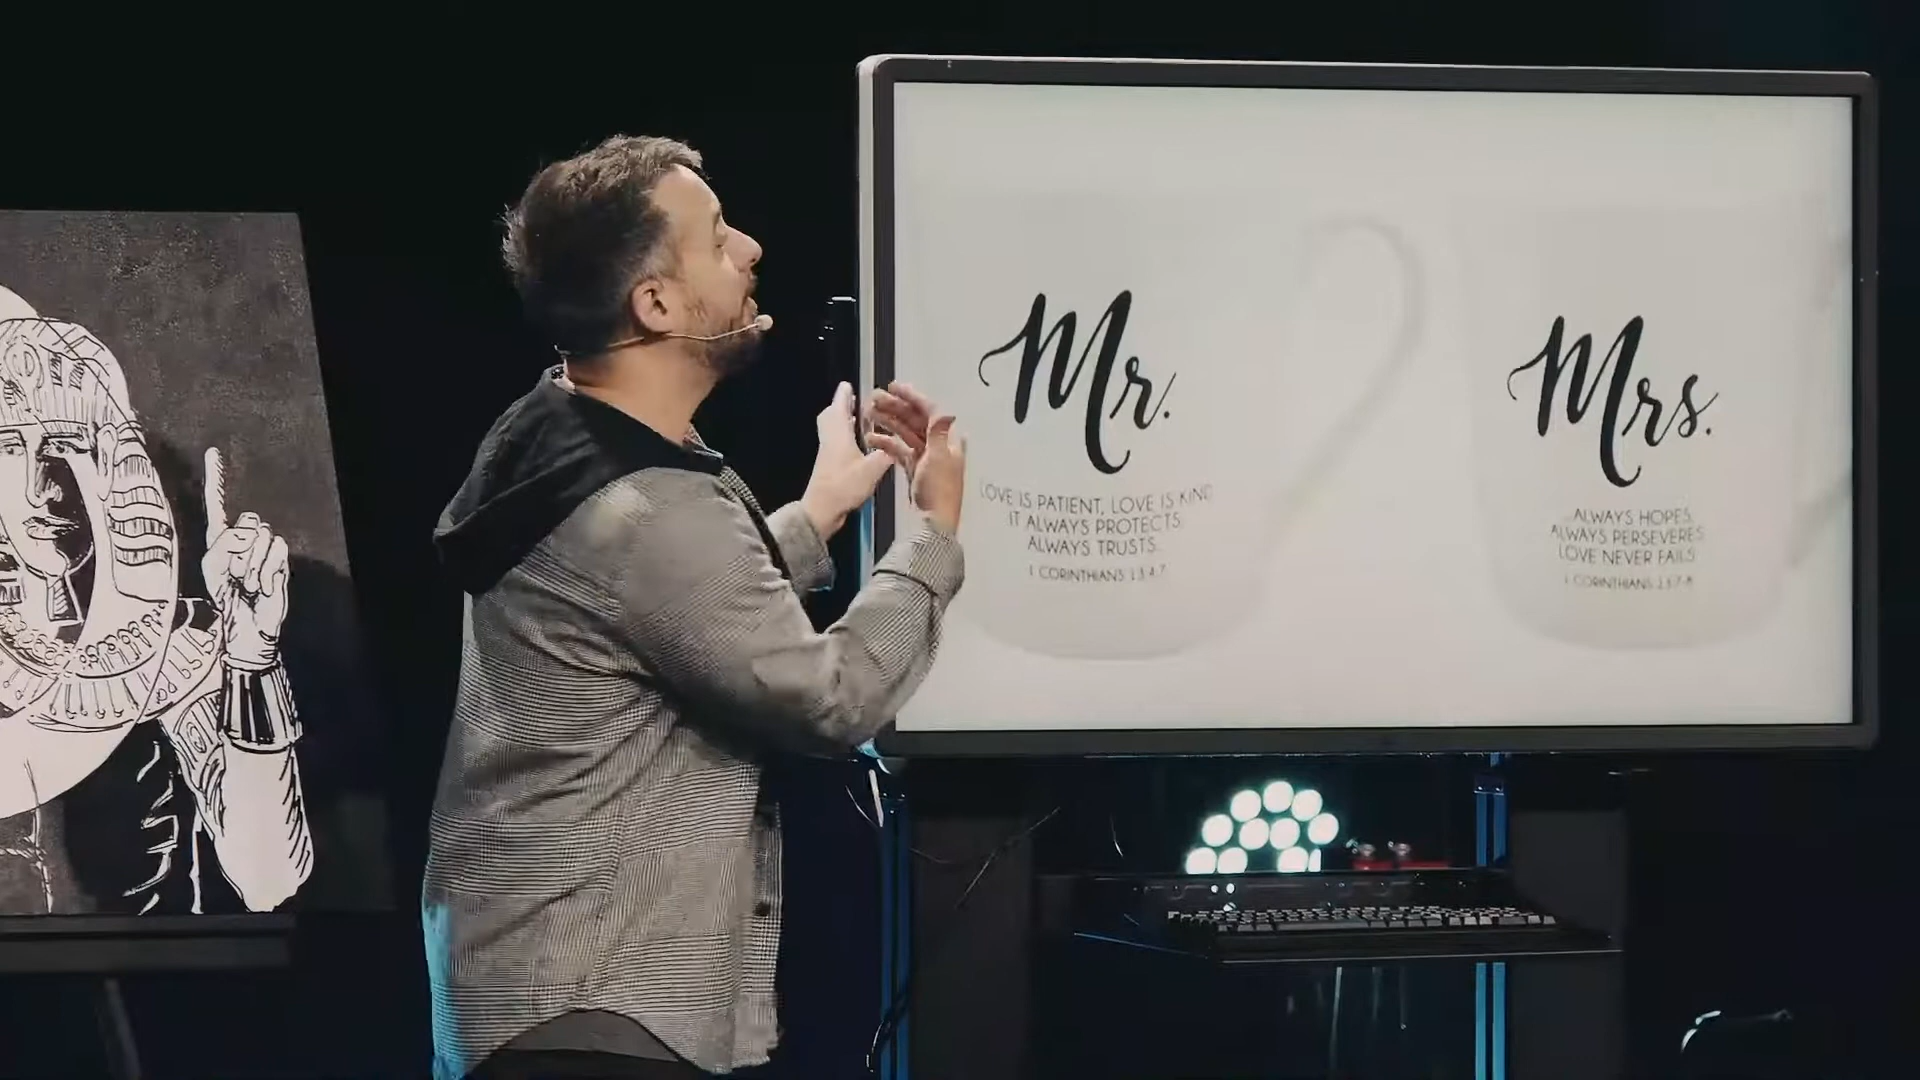 Mr.
LOVE IS PATIENT, LOVE IS KIND
IT ALWAYS PROTECTS
ALWAYS TRUSTS...
1 CORINTHIANS 13:4,7
Mrs.
...ALWAYS HOPES,
ALWAYS PERSEVERES
LOVE NEVER FAILS
1 CORINTHIANS 13:7-8